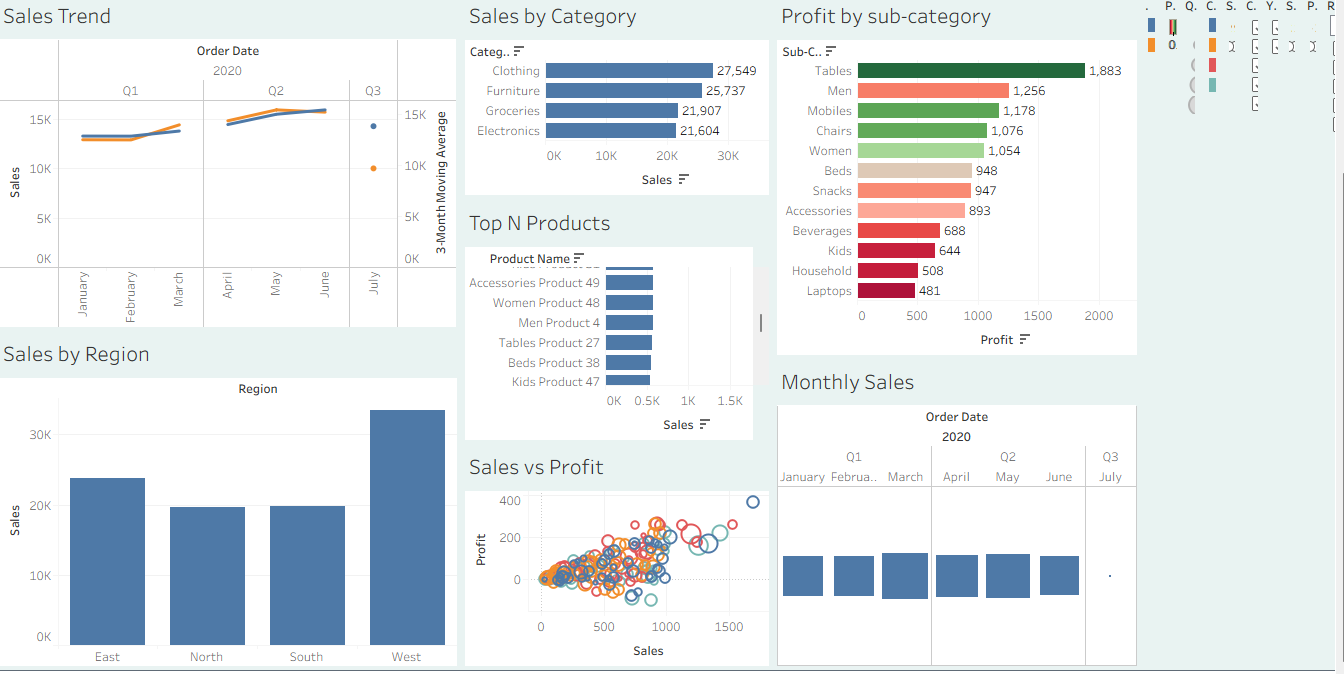 Sales Trend
Order Date
2020
Q1
Q2
Q3
15K
10K
5K
0K
Sales
15K
10K
5K
0K
3-Month Moving Average
January
February
March
April
May
June
July
Sales by Region
Region
30K
20K
10K
0K
Sales
East
North
South
West
Sales by Category
Categ..
Clothing 27,549
Furniture 25,737
Groceries 21,907
Electronics 21,604
0K 10K 20K 30K
Sales
Top N Products
Product Name
Accessories Product 49
Women Product 48
Men Product 4
Tables Product 27
Beds Product 38
Kids Product 47
0K 0.5K 1K 1.5K
Sales
Sales vs Profit
400
200
0
Profit
0 500 1000 1500
Sales
Profit by sub-category
Sub-C..
Tables 1,883
Men 1,256
Mobiles 1,178
Chairs 1,076
Women 1,054
Beds 948
Snacks 947
Accessories 893
Beverages 688
Kids 644
Household 508
Laptops 481
0 500 1000 1500 2000
Profit
Monthly Sales
Order Date
2020
Q1 Q2 Q3
January Februa.. March April May June July
. P. Q. C. S. C. Y. S. P. R